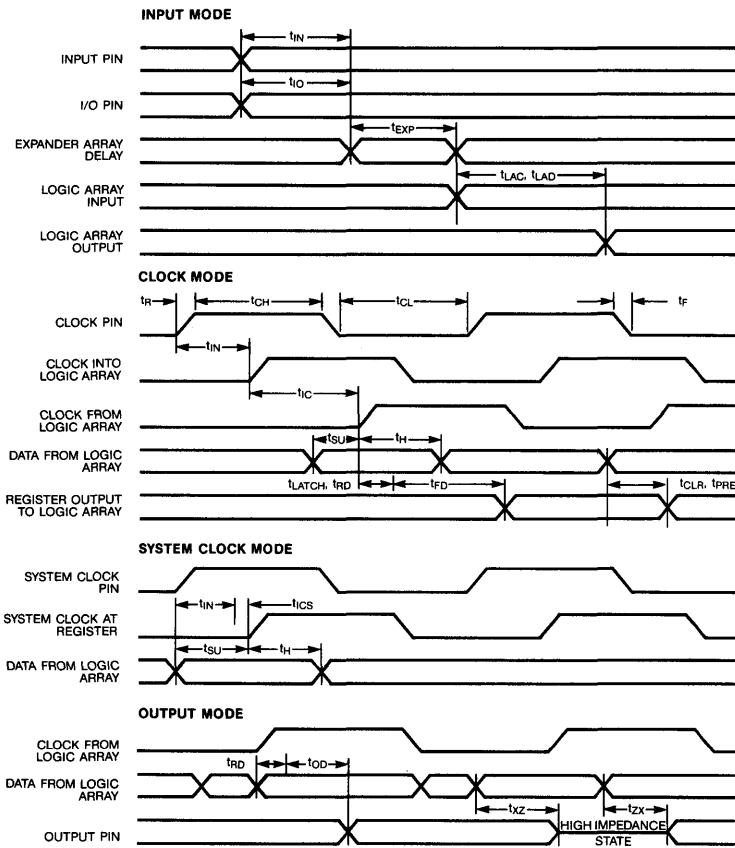 INPUT MODE
tIN
INPUT PIN
tIO
I/O PIN
tEXP
EXPANDER ARRAY
DELAY
tLAC, tLAD
LOGIC ARRAY
INPUT
LOGIC ARRAY
OUTPUT
CLOCK MODE
tR tCH tCL tF
CLOCK PIN
tIN
CLOCK INTO
LOGIC ARRAY
tIC
CLOCK FROM
LOGIC ARRAY
tSU tH
DATA FROM LOGIC
ARRAY
tLATCH, tRD tFD tCLR, tPRE
REGISTER OUTPUT
TO LOGIC ARRAY
SYSTEM CLOCK MODE
SYSTEM CLOCK
PIN
tIN tICS
SYSTEM CLOCK AT
REGISTER
tSU tH
DATA FROM LOGIC
ARRAY
OUTPUT MODE
CLOCK FROM
LOGIC ARRAY
tRD tOD
DATA FROM LOGIC
ARRAY
tXZ tZX
HIGH IMPEDANCE
STATE
OUTPUT PIN